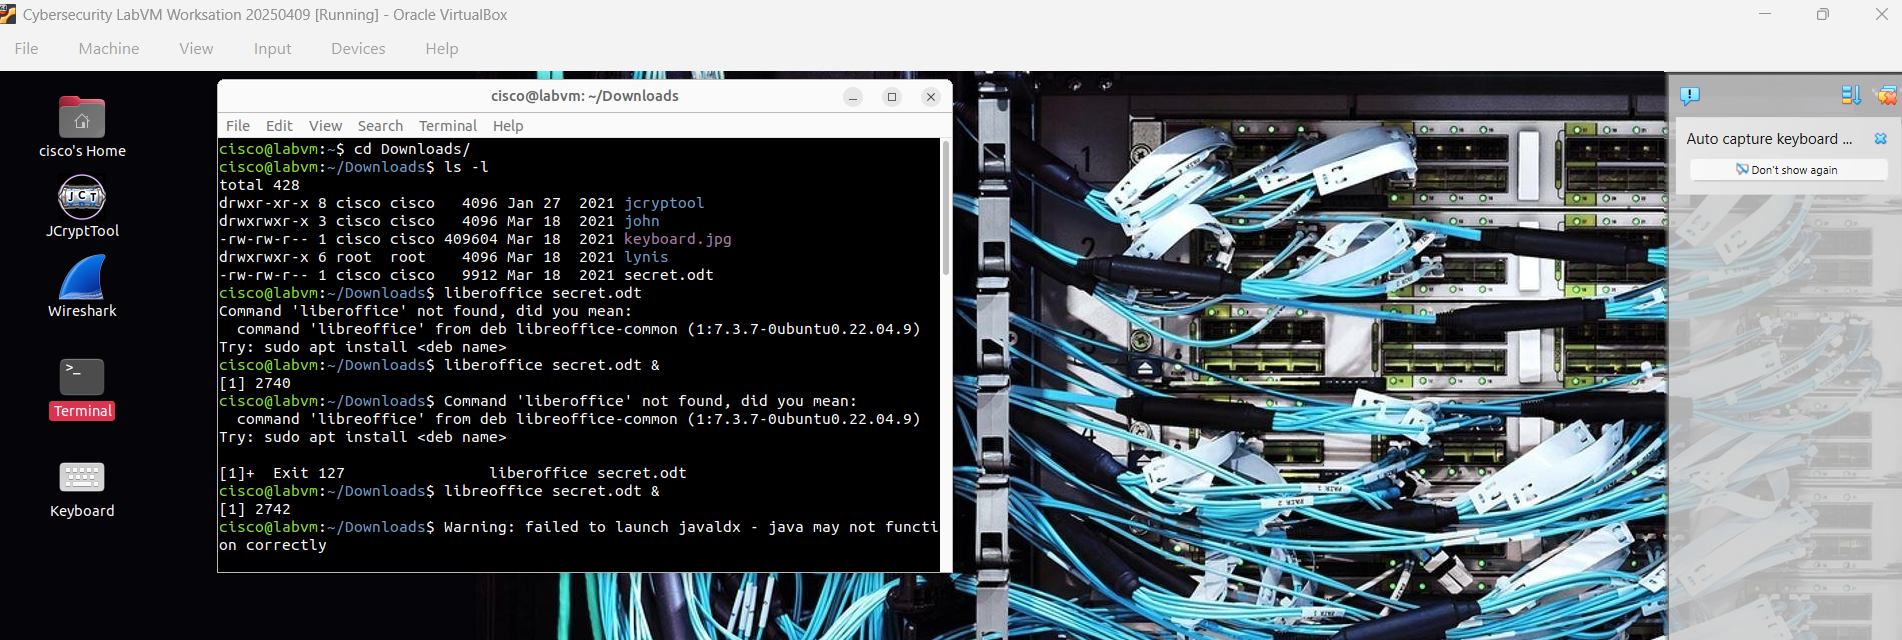 Cybersecurity LabVM Worksation 20250409 [Running] - Oracle VirtualBox
File Machine View Input Devices Help
cisco's Home
JCT
JCryptTool
Wireshark
>_
Terminal
Keyboard
cisco@labvm: ~/Downloads
File Edit View Search Terminal Help
cisco@labvm:~$ cd Downloads/
cisco@labvm:~/Downloads$ ls -l
total 428
drwxr-xr-x 8 cisco cisco   4096 Jan 27  2021 jcryptool
drwxrwxr-x 3 cisco cisco   4096 Mar 18  2021 john
-rw-rw-r-- 1 cisco cisco 409604 Mar 18  2021 keyboard.jpg
drwxrwxr-x 6 root  root    4096 Mar 18  2021 lynis
-rw-rw-r-- 1 cisco cisco   9912 Mar 18  2021 secret.odt
cisco@labvm:~/Downloads$ liberoffice secret.odt
Command 'liberoffice' not found, did you mean:
  command 'libreoffice' from deb libreoffice-common (1:7.3.7-0ubuntu0.22.04.9)
Try: sudo apt install <deb name>
cisco@labvm:~/Downloads$ liberoffice secret.odt &
[1] 2740
cisco@labvm:~/Downloads$ Command 'liberoffice' not found, did you mean:
  command 'libreoffice' from deb libreoffice-common (1:7.3.7-0ubuntu0.22.04.9)
Try: sudo apt install <deb name>
[1]+  Exit 127                liberoffice secret.odt
cisco@labvm:~/Downloads$ libreoffice secret.odt &
[1] 2742
cisco@labvm:~/Downloads$ Warning: failed to launch javaldx - java may not functi
on correctly
1
2
Auto capture keyboard ...
Don't show again